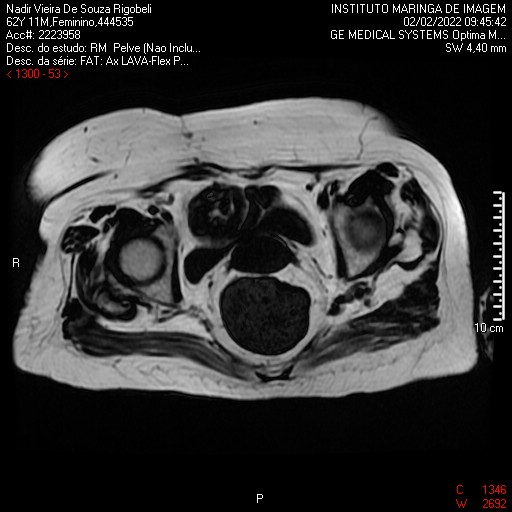 Nadir Vieira De Souza Rigobeli
62Y 11M,Feminino,444535
Acc#: 2223958
Desc. do estudo: RM  Pelve (Nao Inclu...
Desc. da série: FAT: Ax LAVA-Flex P...
< 1300 - 53 >
INSTITUTO MARINGA DE IMAGEM
02/02/2022 09:45:42
GE MEDICAL SYSTEMS Optima M...
SW 4,40 mm
R
10 cm
P
C 1346
W 2692